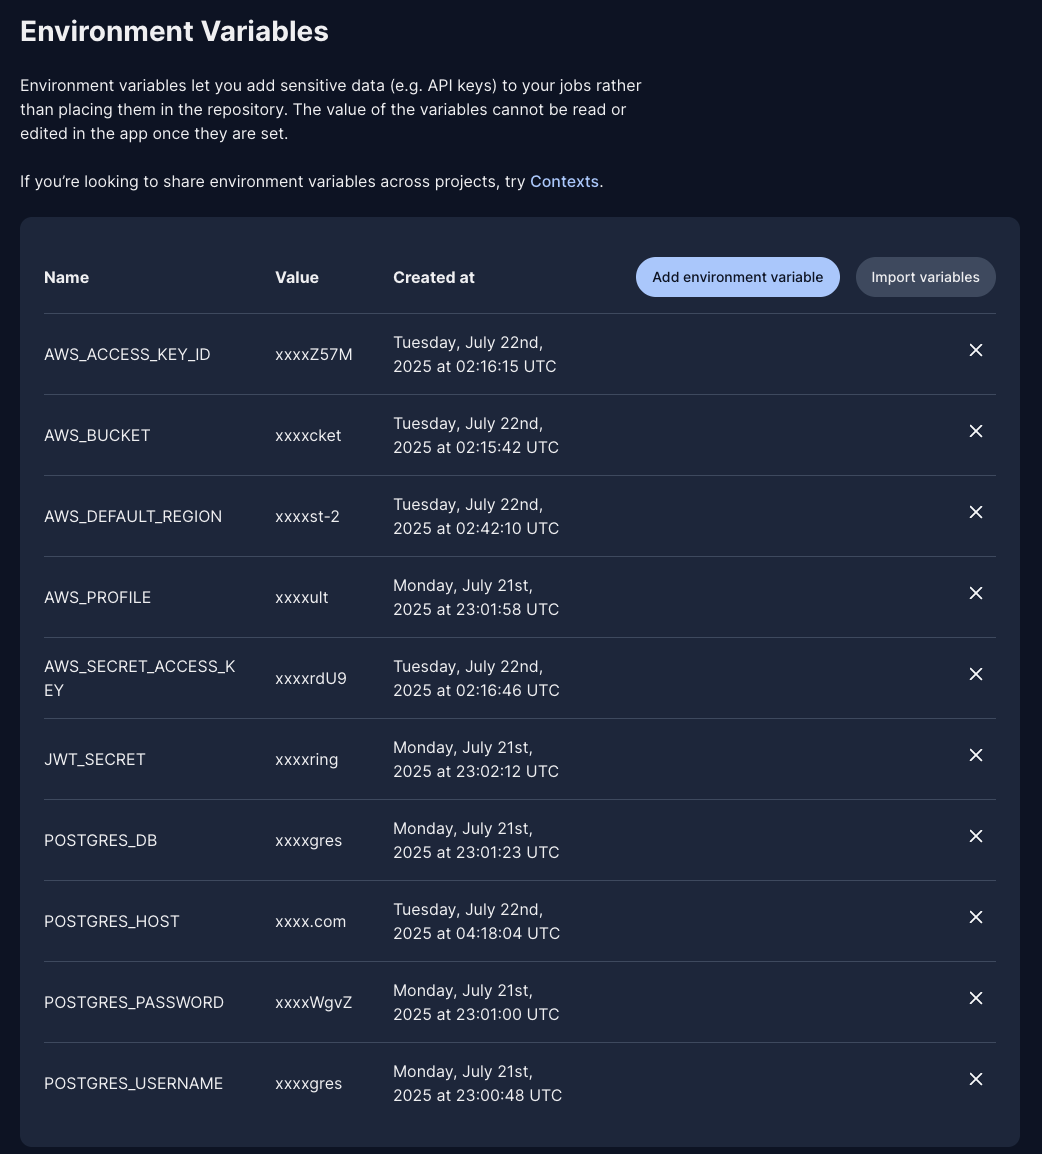 Environment Variables
Environment variables let you add sensitive data (e.g. API keys) to your jobs rather
than placing them in the repository. The value of the variables cannot be read or
edited in the app once they are set.
If you’re looking to share environment variables across projects, try Contexts.
Name Value Created at Add environment variable Import variables
AWS_ACCESS_KEY_ID xxxxZ57M Tuesday, July 22nd,
2025 at 02:16:15 UTC
AWS_BUCKET xxxxcket Tuesday, July 22nd,
2025 at 02:15:42 UTC
AWS_DEFAULT_REGION xxxxst-2 Tuesday, July 22nd,
2025 at 02:42:10 UTC
AWS_PROFILE xxxxult Monday, July 21st,
2025 at 23:01:58 UTC
AWS_SECRET_ACCESS_K
EY xxxxrdU9 Tuesday, July 22nd,
2025 at 02:16:46 UTC
JWT_SECRET xxxxring Monday, July 21st,
2025 at 23:02:12 UTC
POSTGRES_DB xxxxgres Monday, July 21st,
2025 at 23:01:23 UTC
POSTGRES_HOST xxxx.com Tuesday, July 22nd,
2025 at 04:18:04 UTC
POSTGRES_PASSWORD xxxxWgvZ Monday, July 21st,
2025 at 23:01:00 UTC
POSTGRES_USERNAME xxxxgres Monday, July 21st,
2025 at 23:00:48 UTC